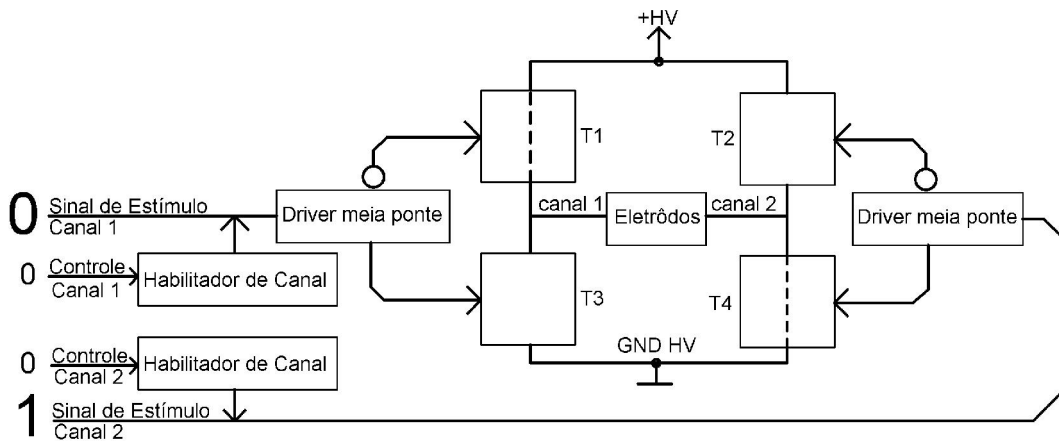 +HV
T1
T2
0 Sinal de Estímulo
Canal 1
Driver meia ponte
canal 1
Eletrôdos
canal 2
Driver meia ponte
0 Controle
Canal 1
Habilitador de Canal
T3
T4
0 Controle
Canal 2
Habilitador de Canal
GND HV
1 Sinal de Estímulo
Canal 2